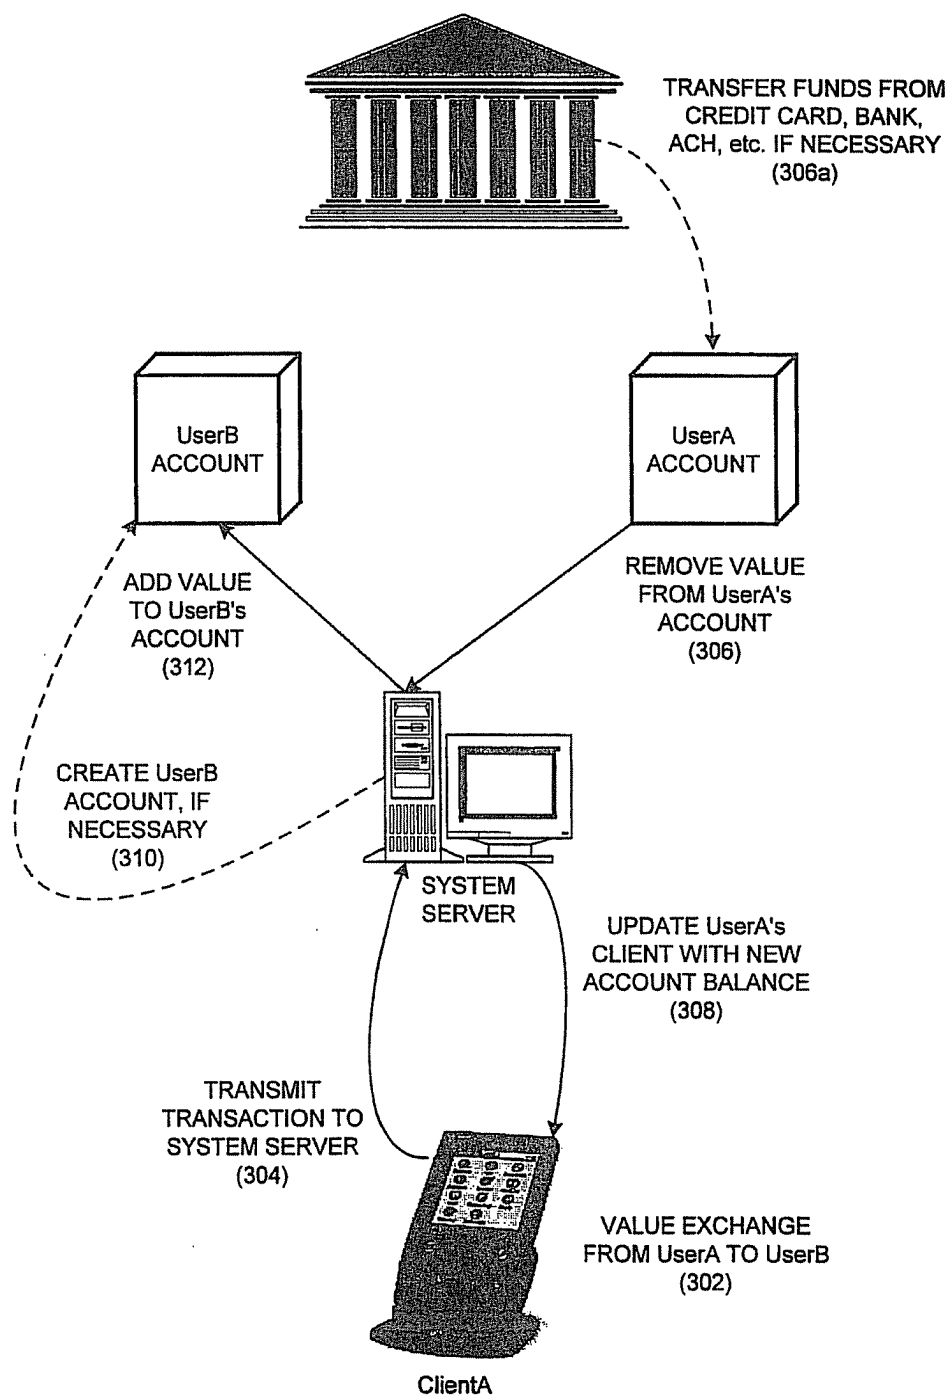 TRANSFER FUNDS FROM
CREDIT CARD, BANK,
ACH, etc. IF NECESSARY
(306a)
UserB
ACCOUNT
UserA
ACCOUNT
ADD VALUE
TO UserB's
ACCOUNT
(312)
REMOVE VALUE
FROM UserA's
ACCOUNT
(306)
CREATE UserB
ACCOUNT, IF
NECESSARY
(310)
SYSTEM
SERVER
UPDATE UserA's
CLIENT WITH NEW
ACCOUNT BALANCE
(308)
TRANSMIT
TRANSACTION TO
SYSTEM SERVER
(304)
VALUE EXCHANGE
FROM UserA TO UserB
(302)
ClientA